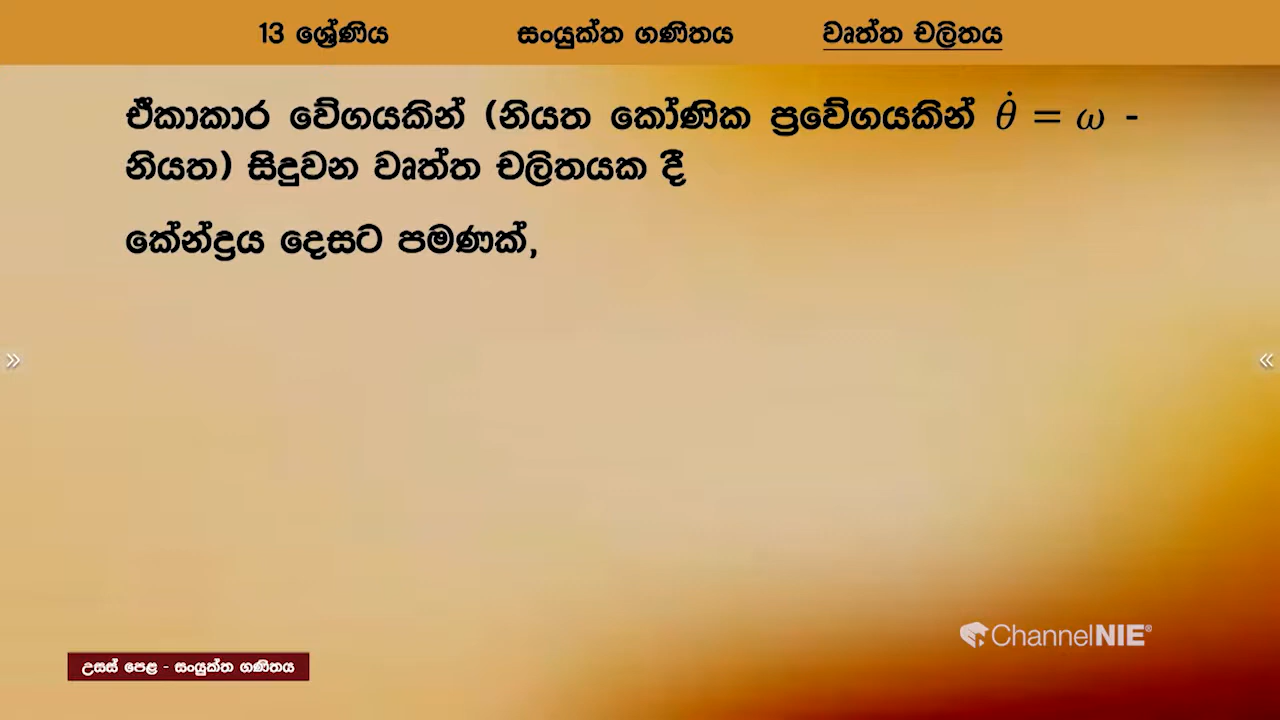 13 ශ්‍රේණිය සංයුක්ත ගණිතය වෘත්ත චලිතය
ඒකාකාර වේගයකින් (නියත කෝණික ප්‍රවේගයකින් θ̇ = ω -
නියත) සිදුවන වෘත්ත චලිතයක දී
කේන්ද්‍රය දෙසට පමණක්,
ChannelNIE®
උසස් පෙළ - සංයුක්ත ගණිතය